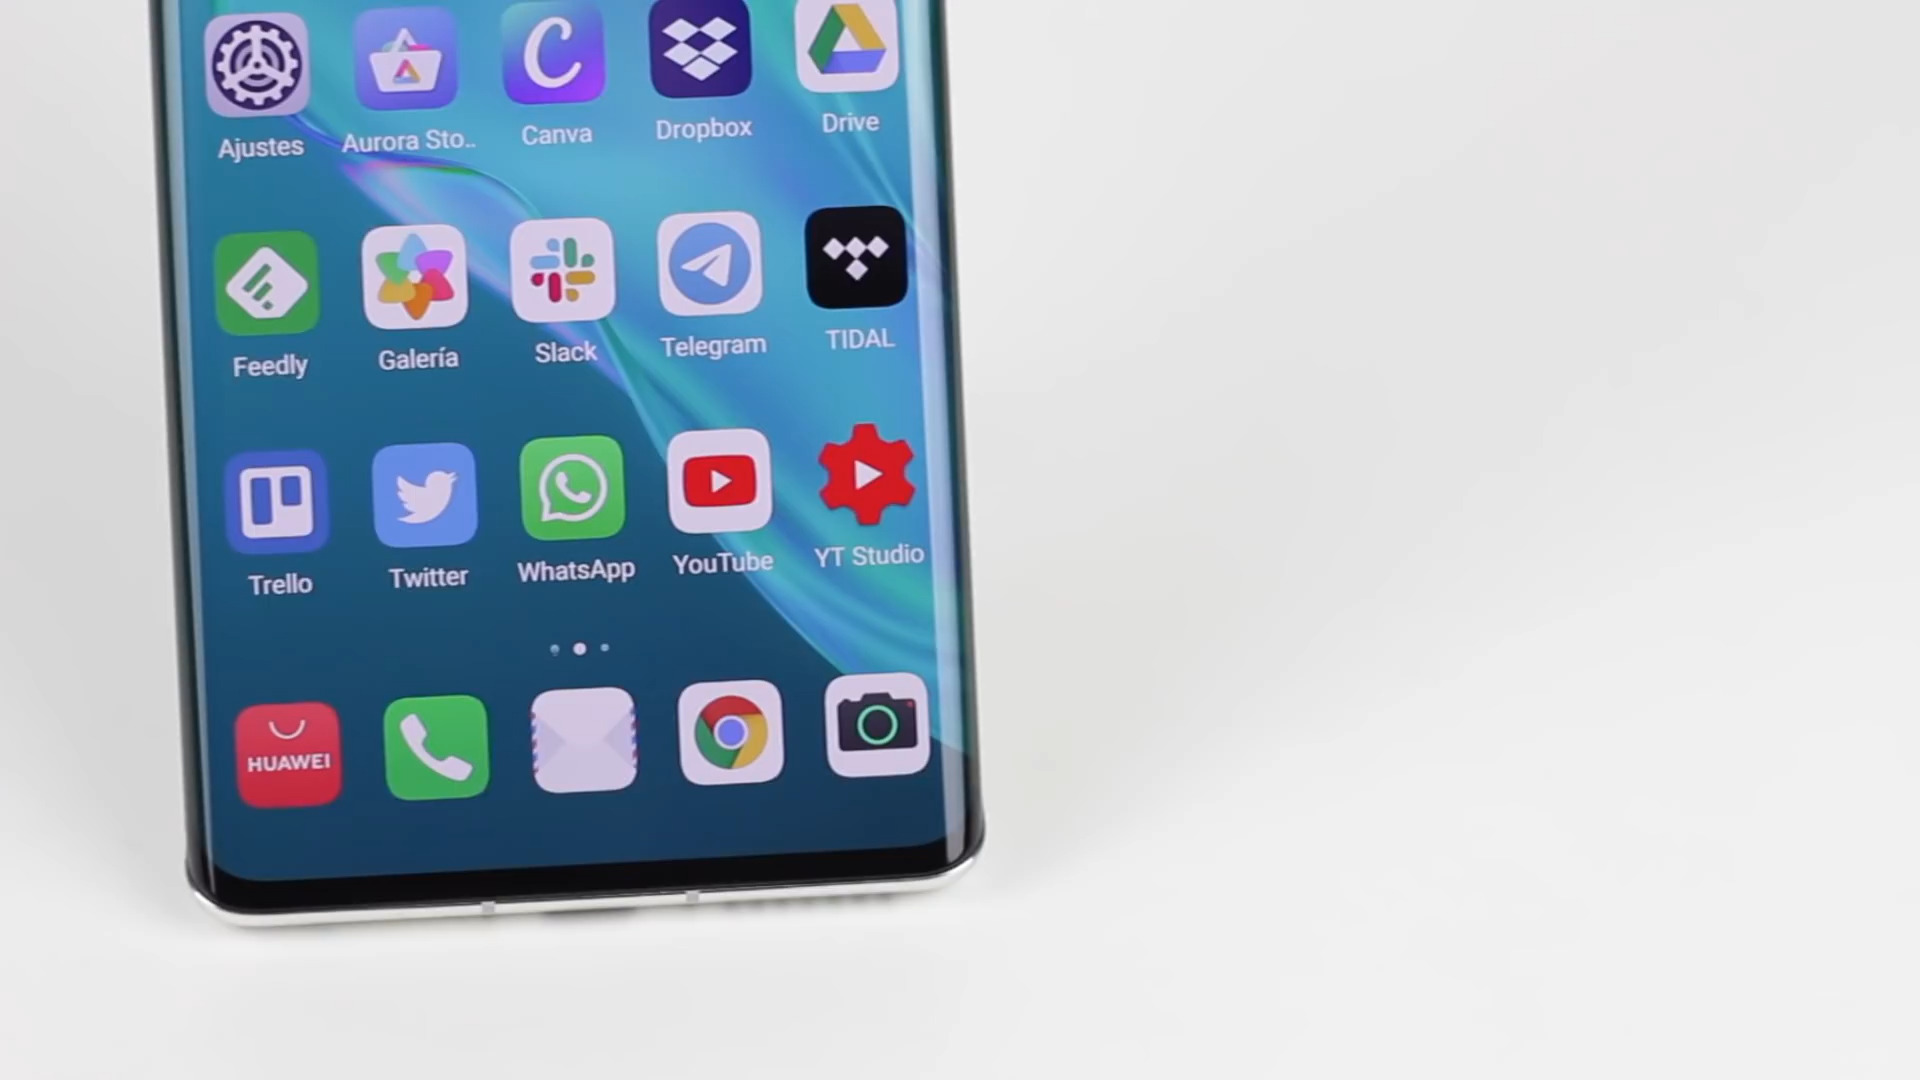 Ajustes
Aurora Sto..
Canva
Dropbox
Drive
Feedly
Galería
Slack
Telegram
TIDAL
Trello
Twitter
WhatsApp
YouTube
YT Studio
HUAWEI